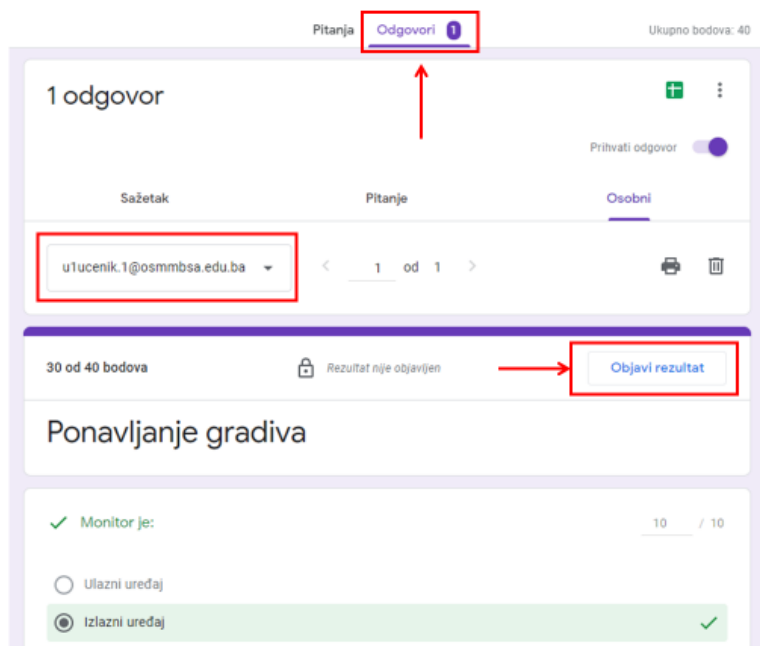 Pitanja Odgovori 1 Ukupno bodova: 40
1 odgovor
Prihvati odgovor
Sažetak Pitanje Osobni
u1ucenik.1@osmmbsa.edu.ba 1 od 1
30 od 40 bodova Rezultat nije objavljen Objavi rezultat
Ponavljanje gradiva
Monitor je: 10 / 10
Ulazni uređaj
Izlazni uređaj